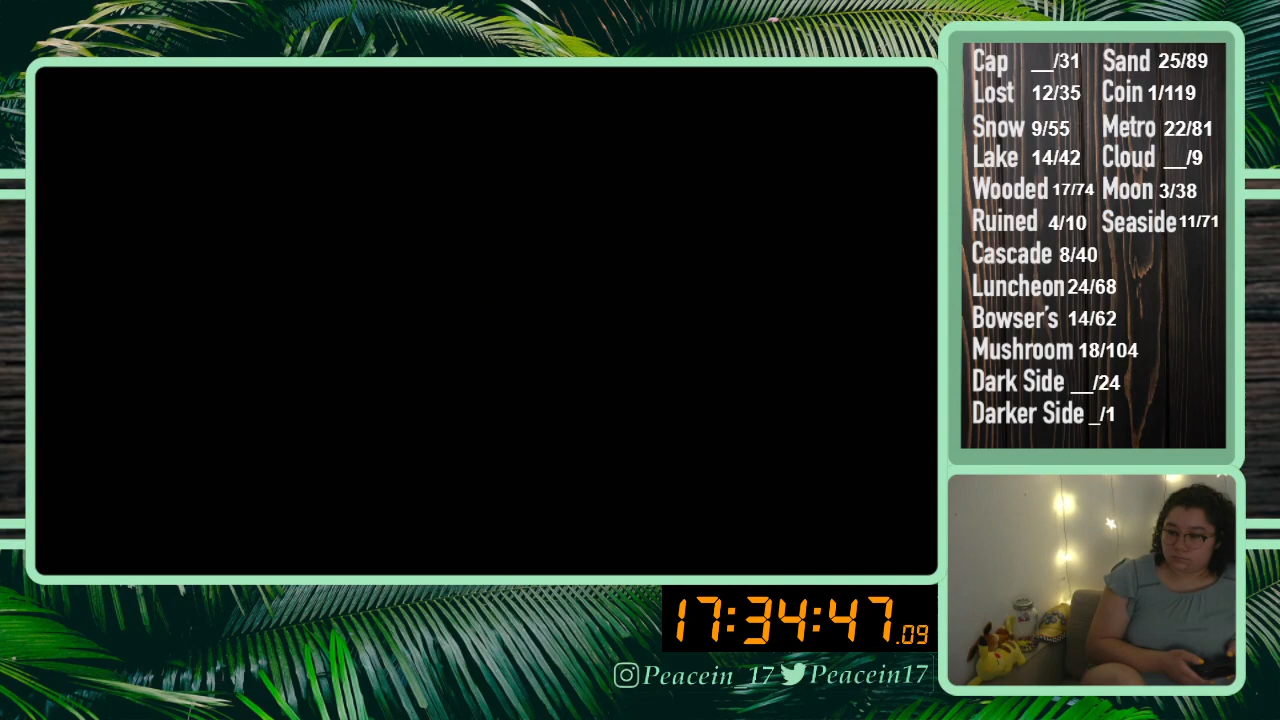 Cap __/31 Sand 25/89
Lost 12/35 Coin 1/119
Snow 9/55 Metro 22/81
Lake 14/42 Cloud __/9
Wooded 17/74 Moon 3/38
Ruined 4/10 Seaside 11/71
Cascade 8/40
Luncheon 24/68
Bowser's 14/62
Mushroom 18/104
Dark Side __/24
Darker Side _/1
17:34:47.09
Peacein_17 Peacein17